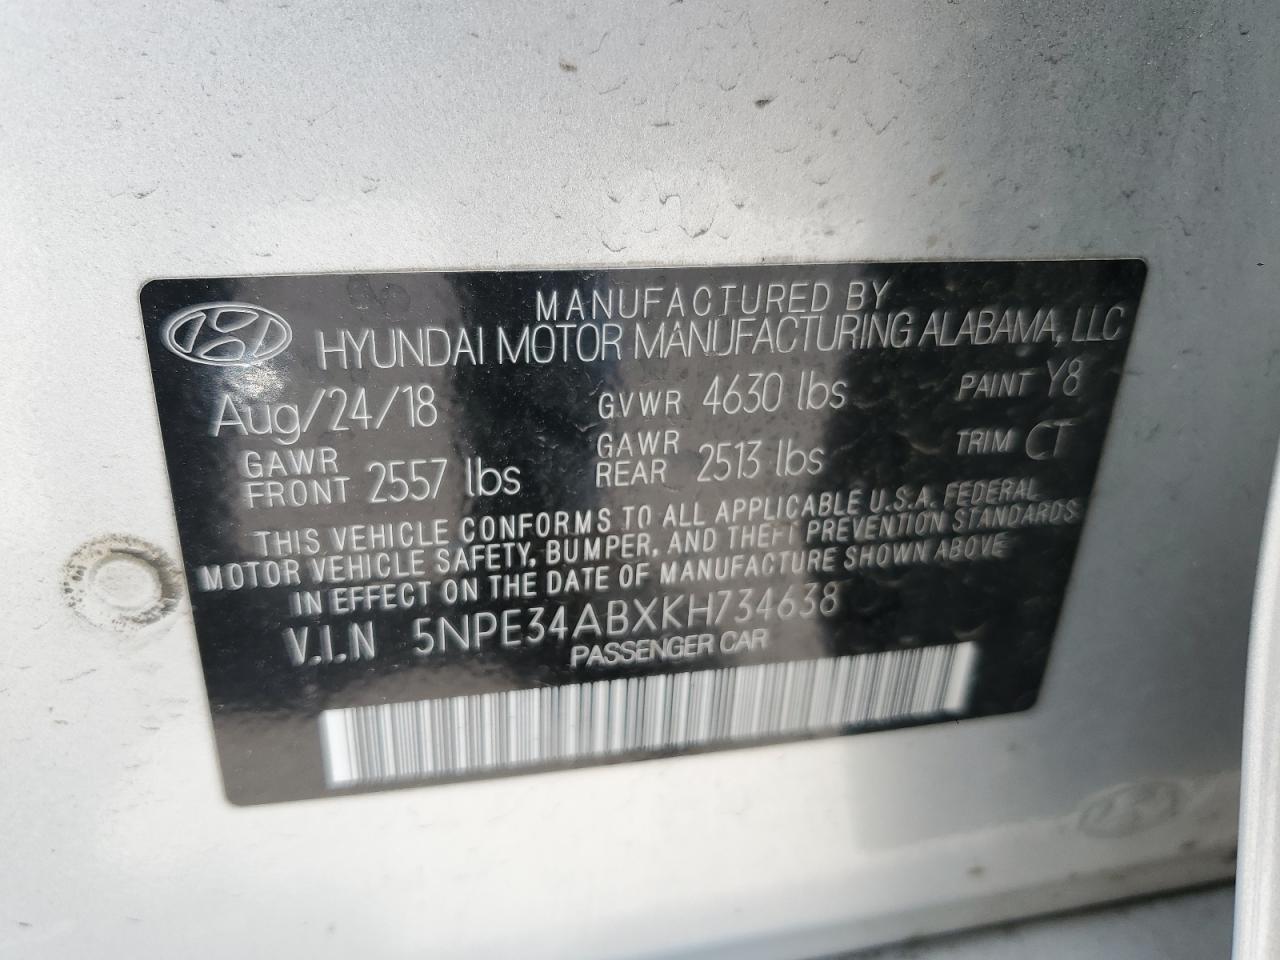 MANUFACTURED BY
HYUNDAI MOTOR MANUFACTURING ALABAMA, LLC
Aug/24/18 GVWR 4630 lbs PAINT Y8
GAWR FRONT 2557 lbs GAWR REAR 2513 lbs TRIM CT
THIS VEHICLE CONFORMS TO ALL APPLICABLE U.S.A. FEDERAL
MOTOR VEHICLE SAFETY, BUMPER, AND THEFT PREVENTION STANDARDS
IN EFFECT ON THE DATE OF MANUFACTURE SHOWN ABOVE
V.I.N 5NPE34ABXKH734638
PASSENGER CAR